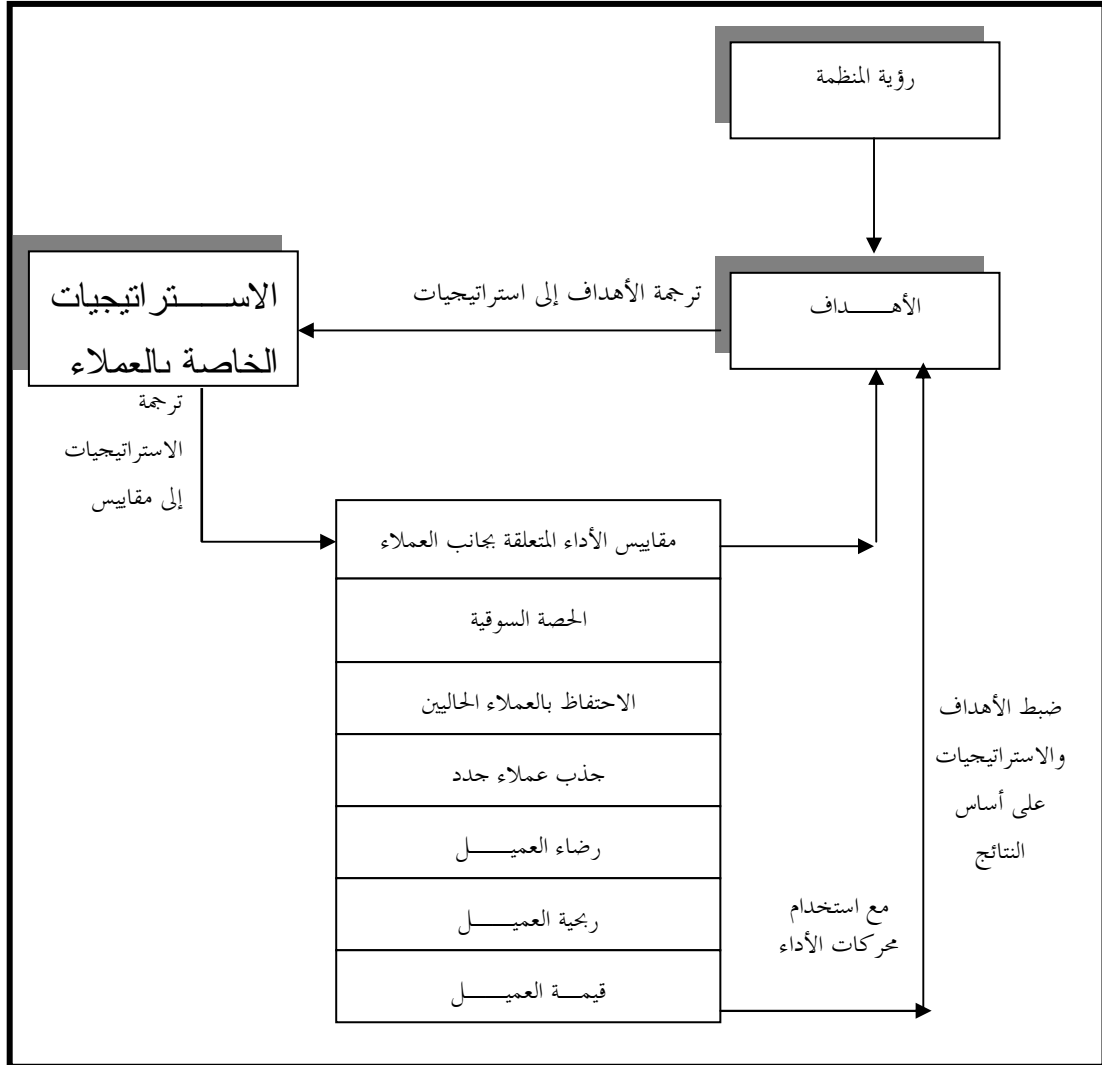 رؤية المنظمة
الأهـــــداف
ترجمة الأهداف إلى استراتيجيات
الاســـــتراتيجيات
الخاصة بالعملاء
ترجمة
الاستراتيجيات
إلى مقاييس
مقاييس الأداء المتعلقة بجانب العملاء
الحصة السوقية
الاحتفاظ بالعملاء الحاليين
جذب عملاء جدد
رضاء العميـــــل
ربحية العميـــــل
قيمـــة العميـــــل
ضبط الأهداف
والاستراتيجيات
على أساس
النتائج
مع استخدام
محركات الأداء